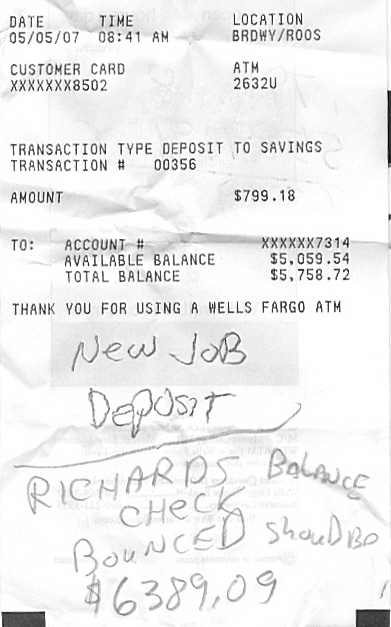 DATE TIME LOCATION
05/05/07 08:41 AM BRDWY/ROOS
CUSTOMER CARD ATM
XXXXXXX8502 2632U
TRANSACTION TYPE DEPOSIT TO SAVINGS
TRANSACTION # 00356
AMOUNT $799.18
TO: ACCOUNT # XXXXXX7314
AVAILABLE BALANCE $5,059.54
TOTAL BALANCE $5,758.72
THANK YOU FOR USING A WELLS FARGO ATM
NEW JOB
DEPOSIT
RICHARDS BALANCE
CHECK
BOUNCED SHOULD BE
$6389.09